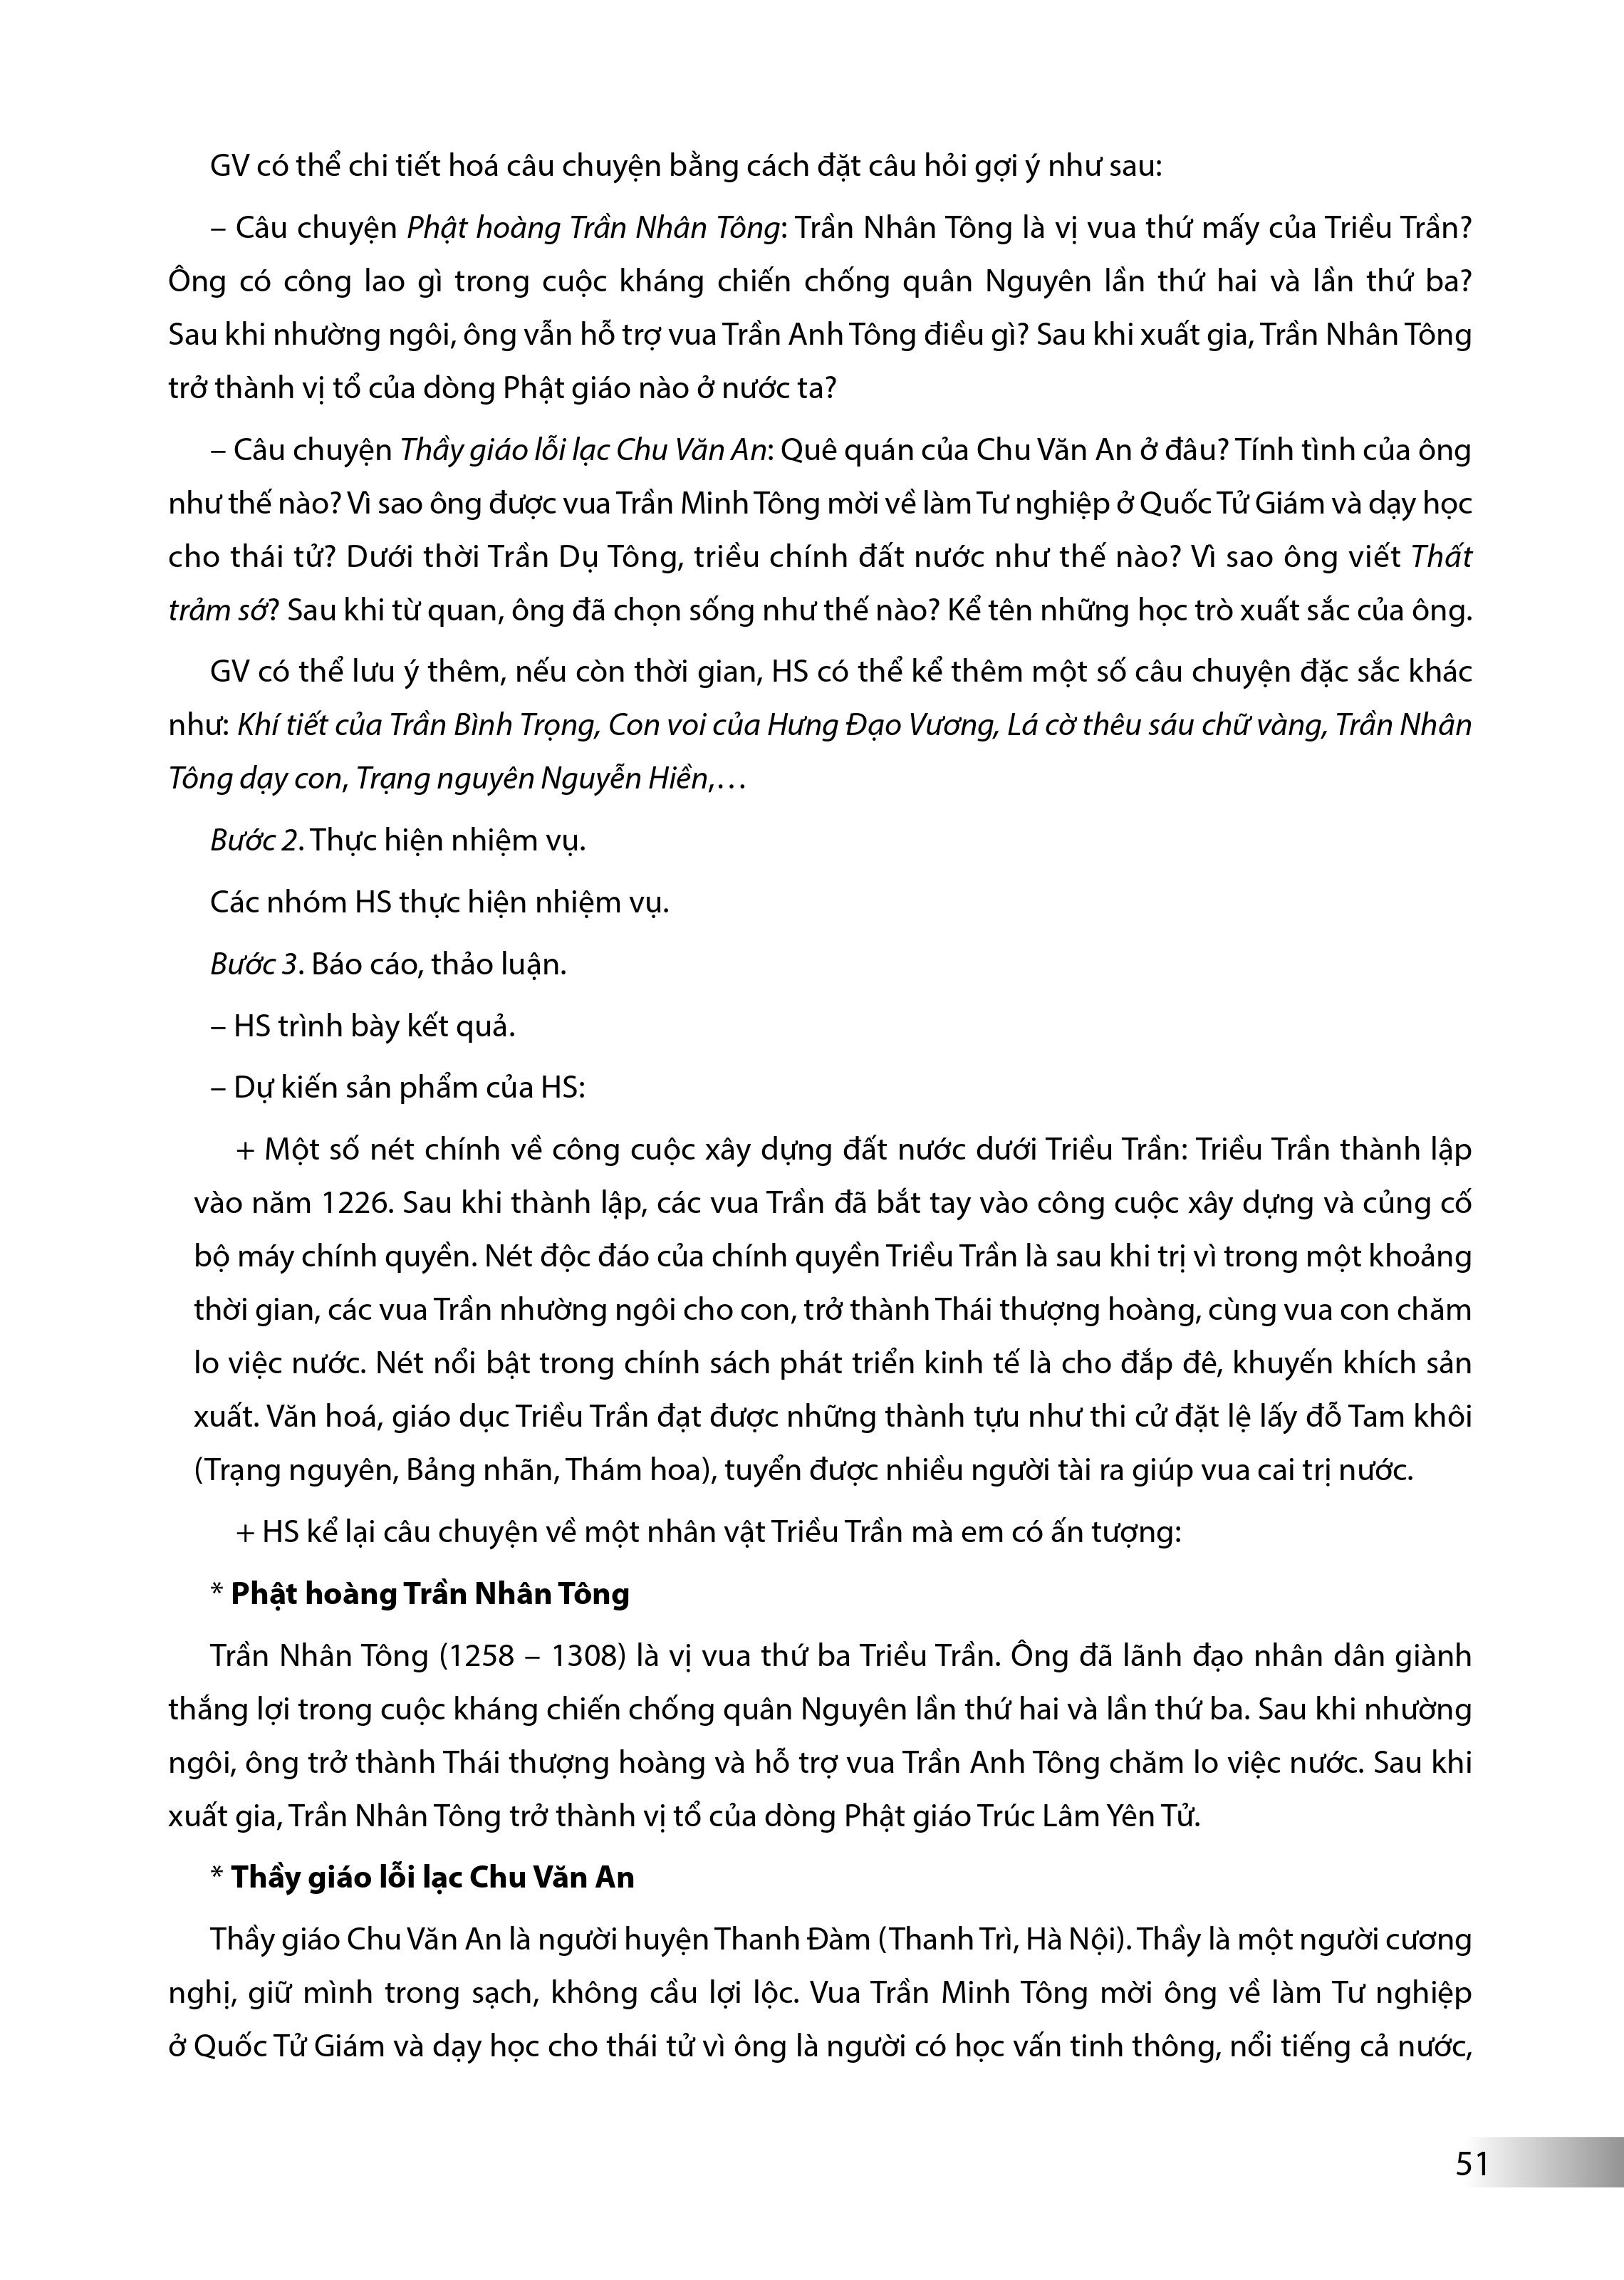 GV có thể chi tiết hoá câu chuyện bằng cách đặt câu hỏi gợi ý như sau:
– Câu chuyện Phật hoàng Trần Nhân Tông: Trần Nhân Tông là vị vua thứ mấy của Triều Trần?
Ông có công lao gì trong cuộc kháng chiến chống quân Nguyên lần thứ hai và lần thứ ba?
Sau khi nhường ngôi, ông vẫn hỗ trợ vua Trần Anh Tông điều gì? Sau khi xuất gia, Trần Nhân Tông
trở thành vị tổ của dòng Phật giáo nào ở nước ta?
– Câu chuyện Thầy giáo lỗi lạc Chu Văn An: Quê quán của Chu Văn An ở đâu? Tính tình của ông
như thế nào? Vì sao ông được vua Trần Minh Tông mời về làm Tư nghiệp ở Quốc Tử Giám và dạy học
cho thái tử? Dưới thời Trần Dụ Tông, triều chính đất nước như thế nào? Vì sao ông viết Thất
trảm sớ? Sau khi từ quan, ông đã chọn sống như thế nào? Kể tên những học trò xuất sắc của ông.
GV có thể lưu ý thêm, nếu còn thời gian, HS có thể kể thêm một số câu chuyện đặc sắc khác
như: Khí tiết của Trần Bình Trọng, Con voi của Hưng Đạo Vương, Lá cờ thêu sáu chữ vàng, Trần Nhân
Tông dạy con, Trạng nguyên Nguyễn Hiền,…
Bước 2. Thực hiện nhiệm vụ.
Các nhóm HS thực hiện nhiệm vụ.
Bước 3. Báo cáo, thảo luận.
– HS trình bày kết quả.
– Dự kiến sản phẩm của HS:
+ Một số nét chính về công cuộc xây dựng đất nước dưới Triều Trần: Triều Trần thành lập
vào năm 1226. Sau khi thành lập, các vua Trần đã bắt tay vào công cuộc xây dựng và củng cố
bộ máy chính quyền. Nét độc đáo của chính quyền Triều Trần là sau khi trị vì trong một khoảng
thời gian, các vua Trần nhường ngôi cho con, trở thành Thái thượng hoàng, cùng vua con chăm
lo việc nước. Nét nổi bật trong chính sách phát triển kinh tế là cho đắp đê, khuyến khích sản
xuất. Văn hoá, giáo dục Triều Trần đạt được những thành tựu như thi cử đặt lệ lấy đỗ Tam khôi
(Trạng nguyên, Bảng nhãn, Thám hoa), tuyển được nhiều người tài ra giúp vua cai trị nước.
+ HS kể lại câu chuyện về một nhân vật Triều Trần mà em có ấn tượng:
* Phật hoàng Trần Nhân Tông
Trần Nhân Tông (1258 – 1308) là vị vua thứ ba Triều Trần. Ông đã lãnh đạo nhân dân giành
thắng lợi trong cuộc kháng chiến chống quân Nguyên lần thứ hai và lần thứ ba. Sau khi nhường
ngôi, ông trở thành Thái thượng hoàng và hỗ trợ vua Trần Anh Tông chăm lo việc nước. Sau khi
xuất gia, Trần Nhân Tông trở thành vị tổ của dòng Phật giáo Trúc Lâm Yên Tử.
* Thầy giáo lỗi lạc Chu Văn An
Thầy giáo Chu Văn An là người huyện Thanh Đàm (Thanh Trì, Hà Nội). Thầy là một người cương
nghị, giữ mình trong sạch, không cầu lợi lộc. Vua Trần Minh Tông mời ông về làm Tư nghiệp
ở Quốc Tử Giám và dạy học cho thái tử vì ông là người có học vấn tinh thông, nổi tiếng cả nước,
51